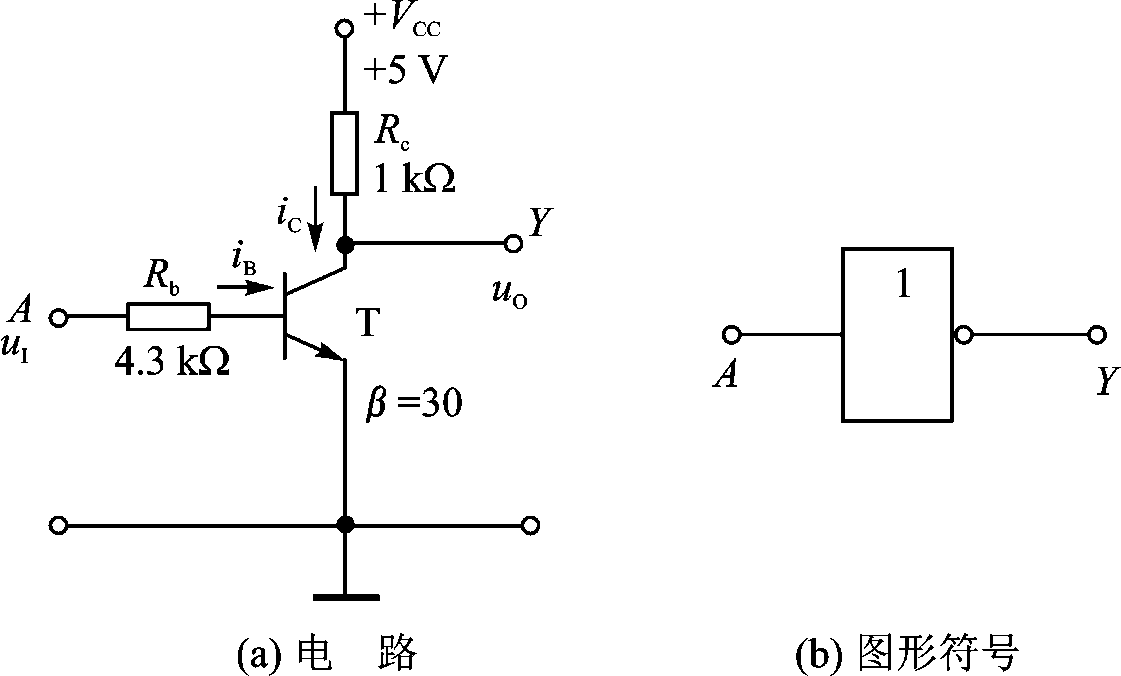 +V_CC
+5 V
R_c
1 kΩ
i_C
Y
R_b
i_B
u_O
A
u_I
T
4.3 kΩ
β =30
1
A
Y
(a) 电 路
(b) 图形符号